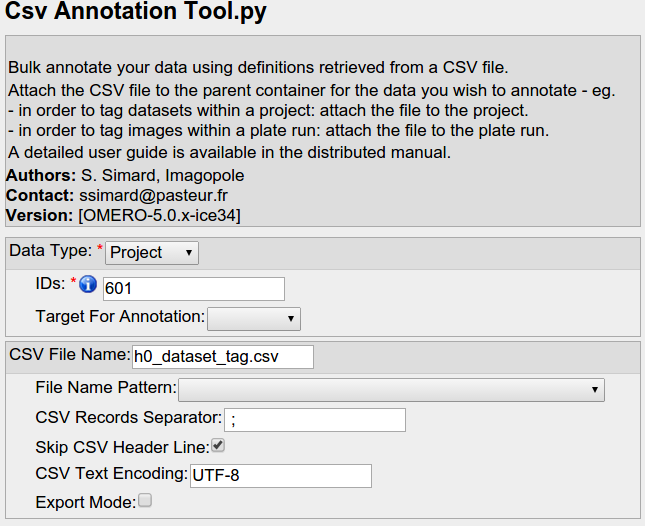 Csv Annotation Tool.py
Bulk annotate your data using definitions retrieved from a CSV file.
Attach the CSV file to the parent container for the data you wish to annotate - eg.
- in order to tag datasets within a project: attach the file to the project.
- in order to tag images within a plate run: attach the file to the plate run.
A detailed user guide is available in the distributed manual.
Authors: S. Simard, Imagopole
Contact: ssimard@pasteur.fr
Version: [OMERO-5.0.x-ice34]
Data Type: * Project
IDs: * 601
Target For Annotation:
CSV File Name: h0_dataset_tag.csv
File Name Pattern:
CSV Records Separator: ;
Skip CSV Header Line:
CSV Text Encoding: UTF-8
Export Mode: